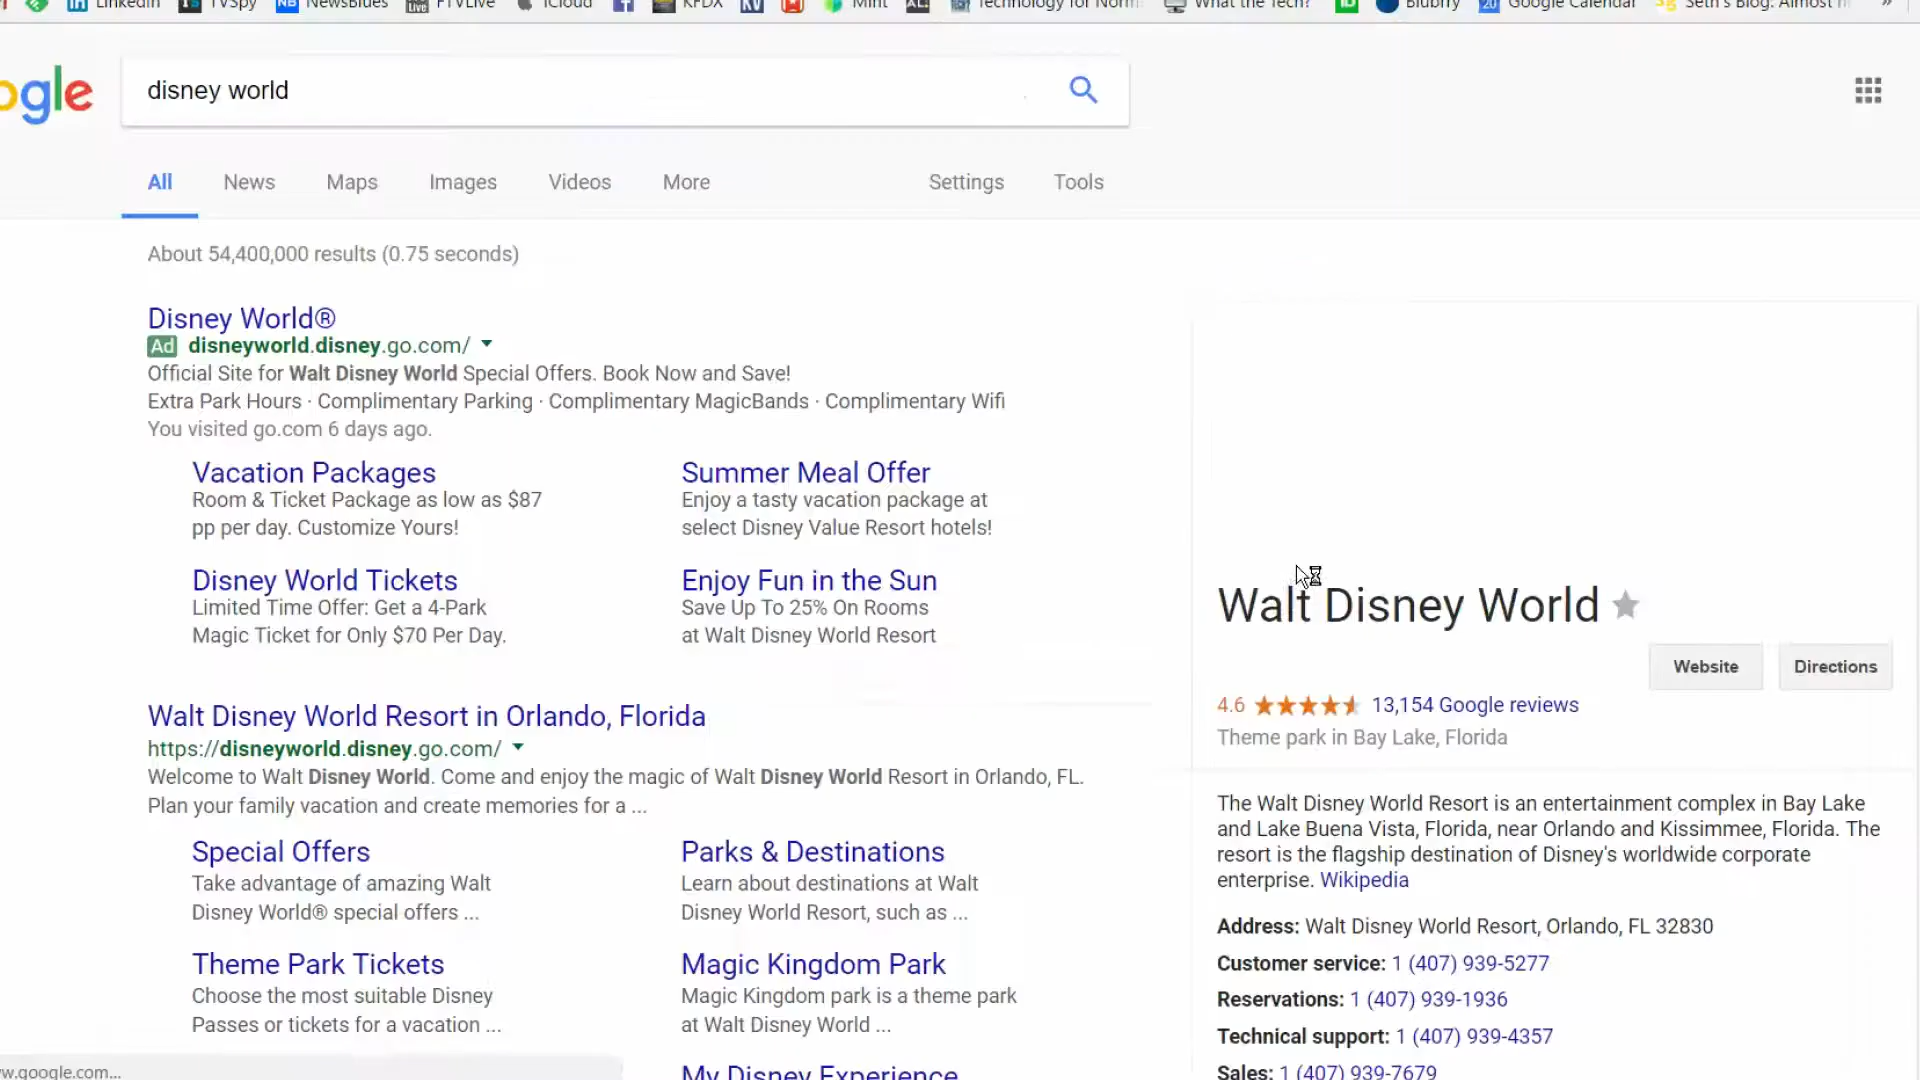 LinkedIn TVSpy NB NewsBlues Live FTVLive iCloud KFDX KV Mint AL: Technology for Norm What the Tech? Blubrry 20 Google Calendar Seth's Blog: Almost »
ogle
disney world
All News Maps Images Videos More Settings Tools
About 54,400,000 results (0.75 seconds)
Disney World®
Ad disneyworld.disney.go.com/
Official Site for Walt Disney World Special Offers. Book Now and Save!
Extra Park Hours · Complimentary Parking · Complimentary MagicBands · Complimentary Wifi
You visited go.com 6 days ago.
Vacation Packages
Room & Ticket Package as low as $87
pp per day. Customize Yours!
Summer Meal Offer
Enjoy a tasty vacation package at
select Disney Value Resort hotels!
Disney World Tickets
Limited Time Offer: Get a 4-Park
Magic Ticket for Only $70 Per Day.
Enjoy Fun in the Sun
Save Up To 25% On Rooms
at Walt Disney World Resort
Walt Disney World Resort in Orlando, Florida
https://disneyworld.disney.go.com/
Welcome to Walt Disney World. Come and enjoy the magic of Walt Disney World Resort in Orlando, FL.
Plan your family vacation and create memories for a ...
Special Offers
Take advantage of amazing Walt
Disney World® special offers ...
Parks & Destinations
Learn about destinations at Walt
Disney World Resort, such as ...
Theme Park Tickets
Choose the most suitable Disney
Passes or tickets for a vacation ...
Magic Kingdom Park
Magic Kingdom park is a theme park
at Walt Disney World ...
My Disney Experience
Walt Disney World
Website Directions
4.6 13,154 Google reviews
Theme park in Bay Lake, Florida
The Walt Disney World Resort is an entertainment complex in Bay Lake
and Lake Buena Vista, Florida, near Orlando and Kissimmee, Florida. The
resort is the flagship destination of Disney's worldwide corporate
enterprise. Wikipedia
Address: Walt Disney World Resort, Orlando, FL 32830
Customer service: 1 (407) 939-5277
Reservations: 1 (407) 939-1936
Technical support: 1 (407) 939-4357
Sales: 1 (407) 939-7679
w.google.com...